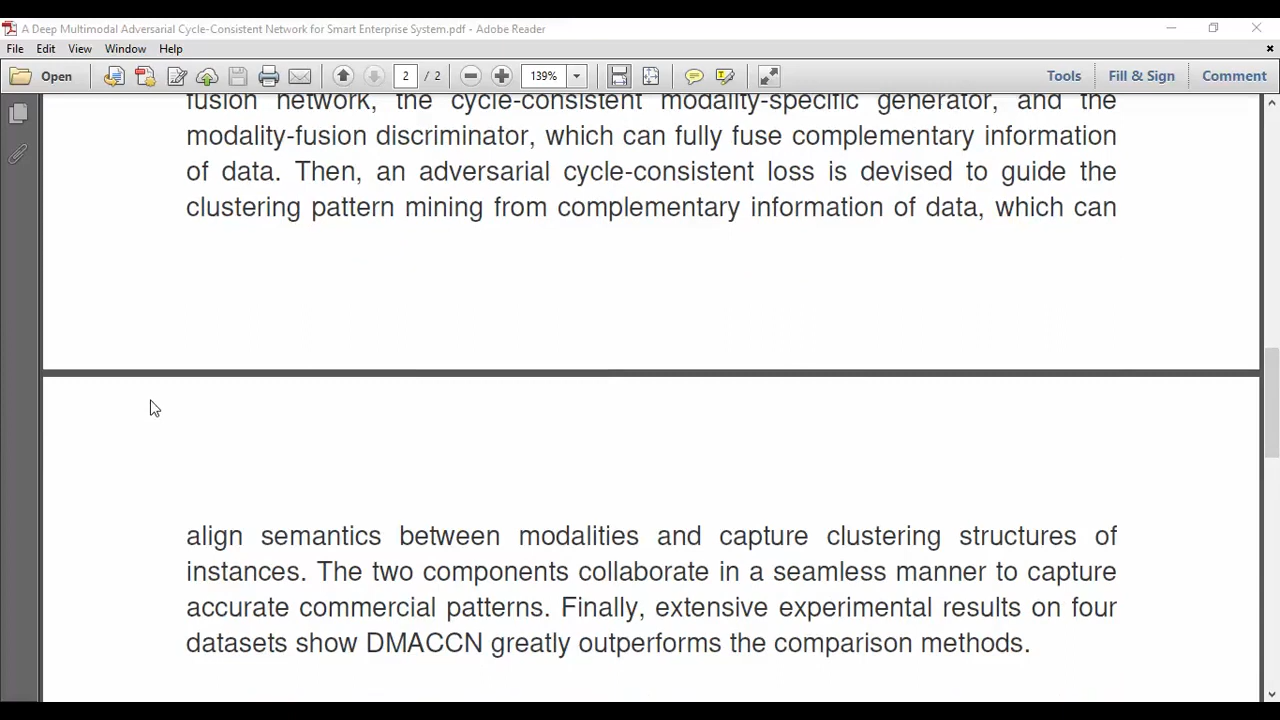 A Deep Multimodal Adversarial Cycle-Consistent Network for Smart Enterprise System.pdf - Adobe Reader
File Edit View Window Help
Open 2 / 2 139% Tools Fill & Sign Comment
fusion network, the cycle-consistent modality-specific generator, and the
modality-fusion discriminator, which can fully fuse complementary information
of data. Then, an adversarial cycle-consistent loss is devised to guide the
clustering pattern mining from complementary information of data, which can
align semantics between modalities and capture clustering structures of
instances. The two components collaborate in a seamless manner to capture
accurate commercial patterns. Finally, extensive experimental results on four
datasets show DMACCN greatly outperforms the comparison methods.